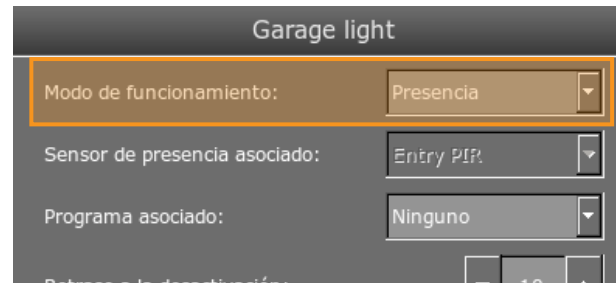 Garage light
Modo de funcionamiento: Presencia
Sensor de presencia asociado: Entry PIR
Programa asociado: Ninguno